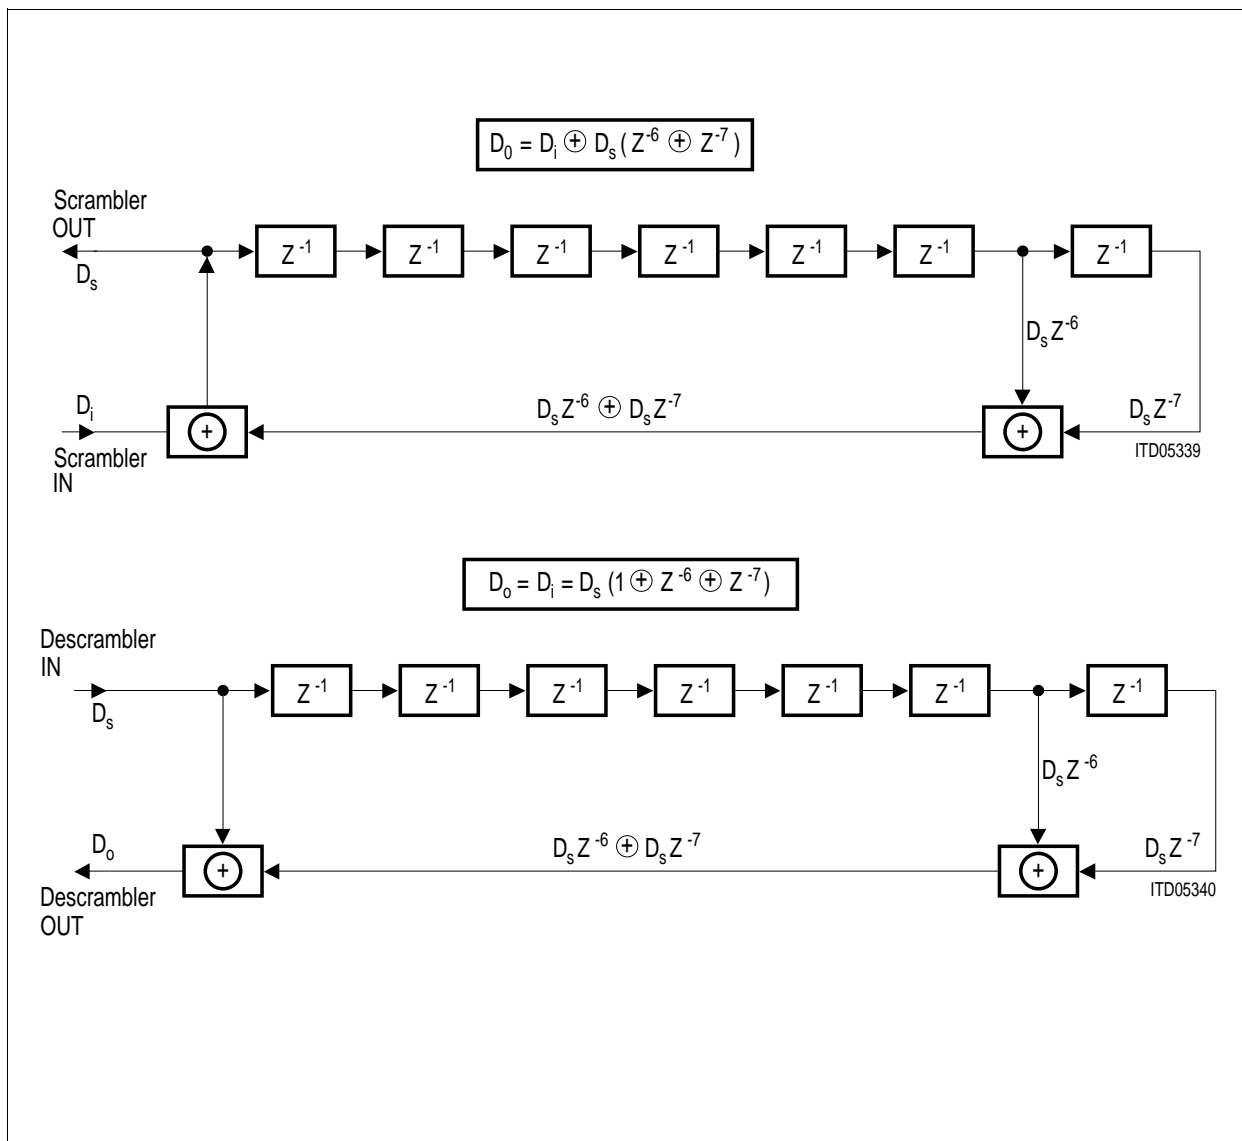 D₀ = Dᵢ ⊕ Dₛ (Z⁻⁶ ⊕ Z⁻⁷)
Scrambler
OUT
Dₛ
Z⁻¹ Z⁻¹ Z⁻¹ Z⁻¹ Z⁻¹ Z⁻¹ Z⁻¹
DₛZ⁻⁶
Dᵢ
+
DₛZ⁻⁶ ⊕ DₛZ⁻⁷
+
DₛZ⁻⁷
Scrambler
IN
ITD05339
Dₒ = Dᵢ = Dₛ (1 ⊕ Z⁻⁶ ⊕ Z⁻⁷)
Descrambler
IN
Dₛ
Z⁻¹ Z⁻¹ Z⁻¹ Z⁻¹ Z⁻¹ Z⁻¹ Z⁻¹
DₛZ⁻⁶
Dₒ
+
DₛZ⁻⁶ ⊕ DₛZ⁻⁷
+
DₛZ⁻⁷
Descrambler
OUT
ITD05340